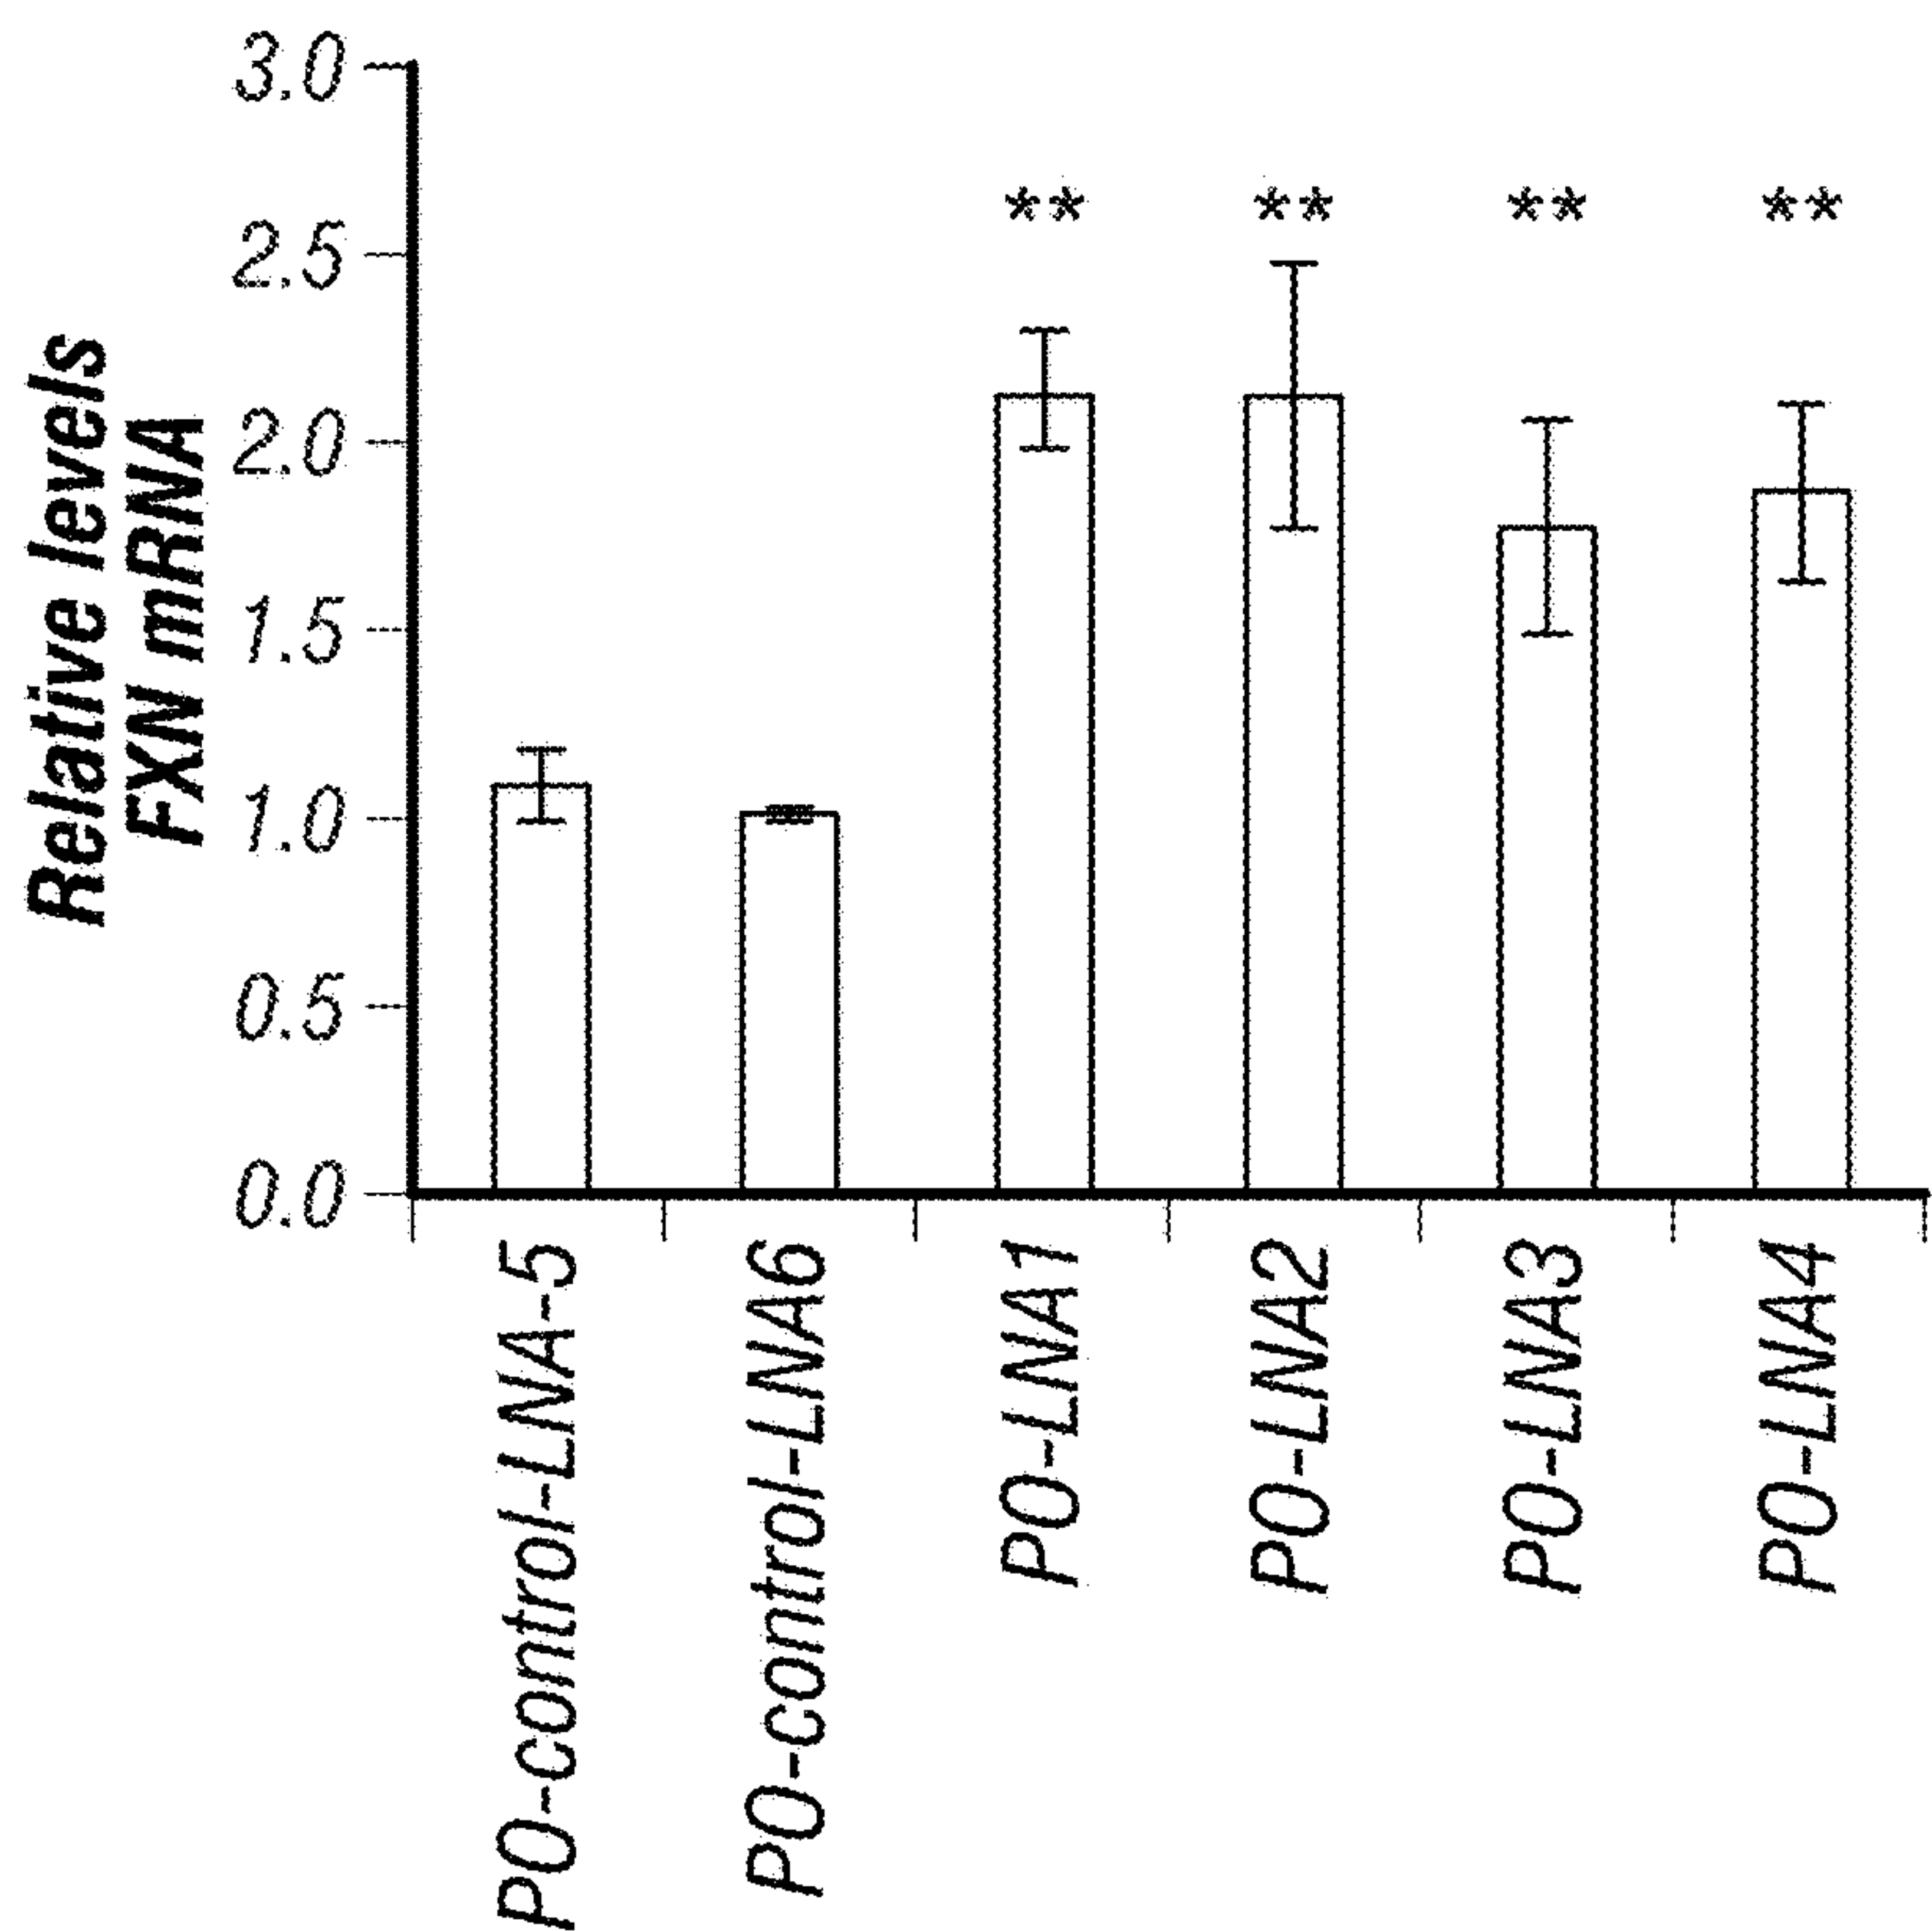 Relative levels
FXN mRNA
3.0
2.5
2.0
1.5
1.0
0.5
0.0
** ** ** **
PO-control-LNA-5
PO-control-LNA6
PO-LNA1
PO-LNA2
PO-LNA3
PO-LNA4